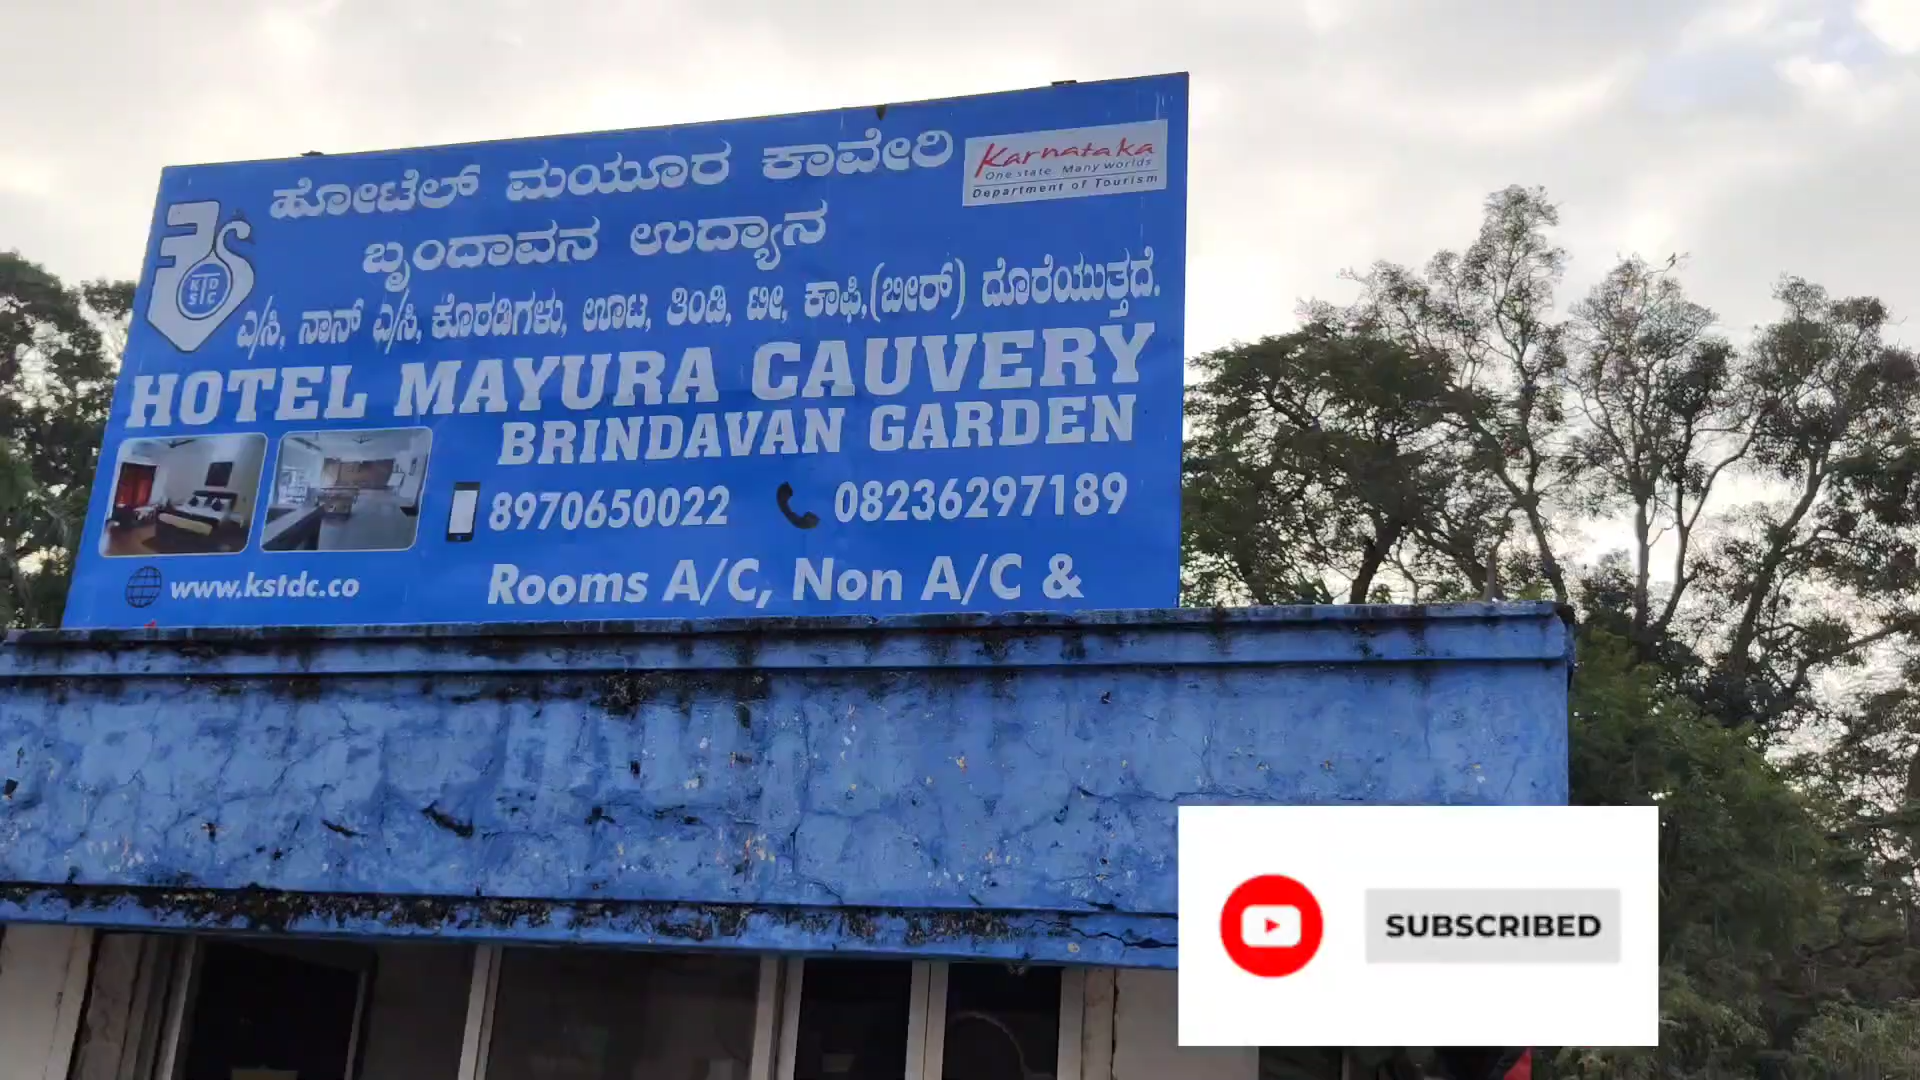 ಹೋಟೆಲ್ ಮಯೂರ ಕಾವೇರಿ
Karnataka
One state. Many worlds
Department of Tourism
ಬೃಂದಾವನ ಉದ್ಯಾನ
KSTDC
ಎ/ಸಿ, ನಾನ್ ಎ/ಸಿ, ಕೊಠಡಿಗಳು, ಊಟ, ತಿಂಡಿ, ಟೀ, ಕಾಫಿ,(ಬೀರ್) ದೊರೆಯುತ್ತದೆ.
HOTEL MAYURA CAUVERY
BRINDAVAN GARDEN
8970650022 08236297189
www.kstdc.co
Rooms A/C, Non A/C &
SUBSCRIBED